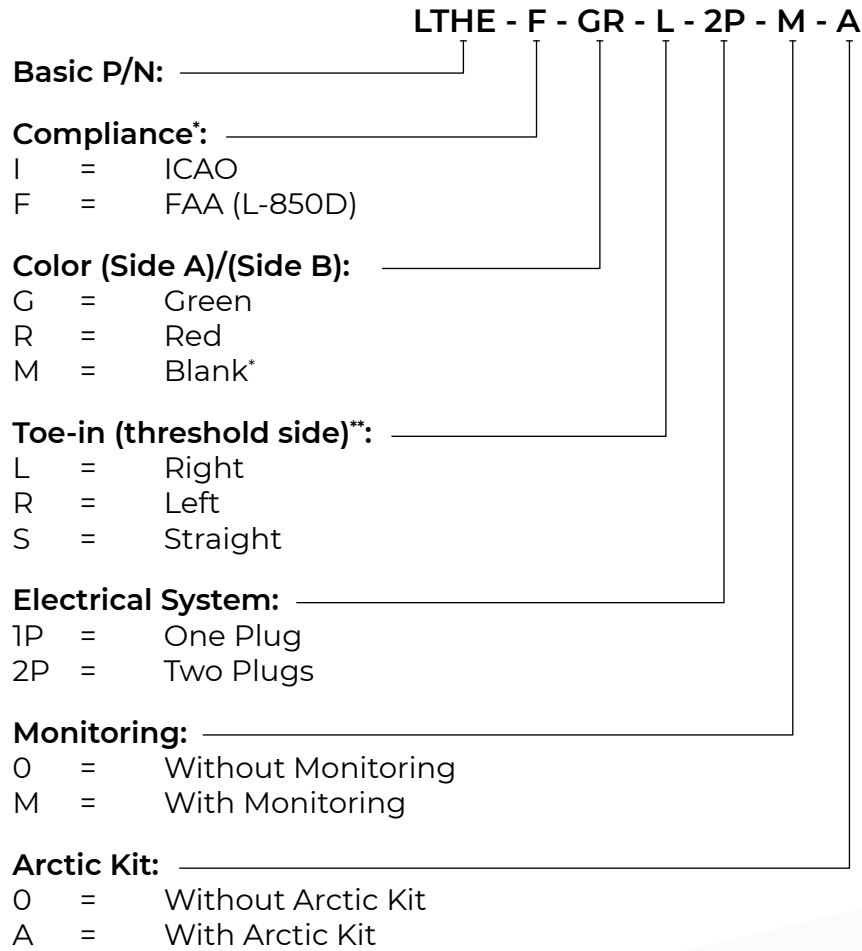 LTHE - F - GR - L - 2P - M - A
Basic P/N:
Compliance*:
I = ICAO
F = FAA (L-850D)
Color (Side A)/(Side B):
G = Green
R = Red
M = Blank*
Toe-in (threshold side)**:
L = Right
R = Left
S = Straight
Electrical System:
1P = One Plug
2P = Two Plugs
Monitoring:
0 = Without Monitoring
M = With Monitoring
Arctic Kit:
0 = Without Arctic Kit
A = With Arctic Kit